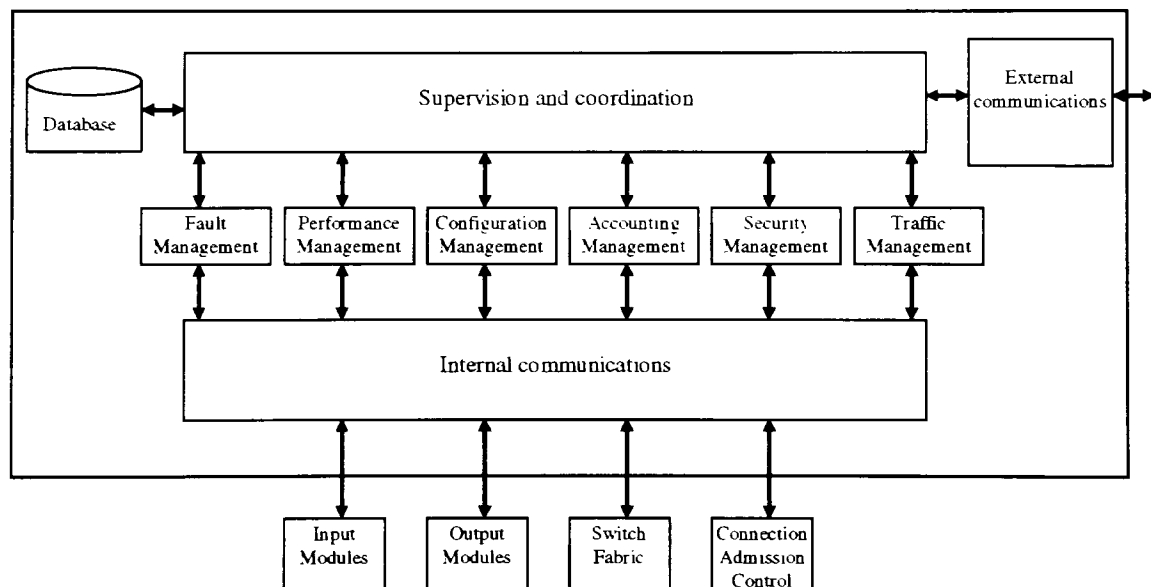 Supervision and coordination
External
communications
Database
Fault
Management
Performance
Management
Configuration
Management
Accounting
Management
Security
Management
Traffic
Management
Internal communications
Input
Modules
Output
Modules
Switch
Fabric
Connection
Admission
Control